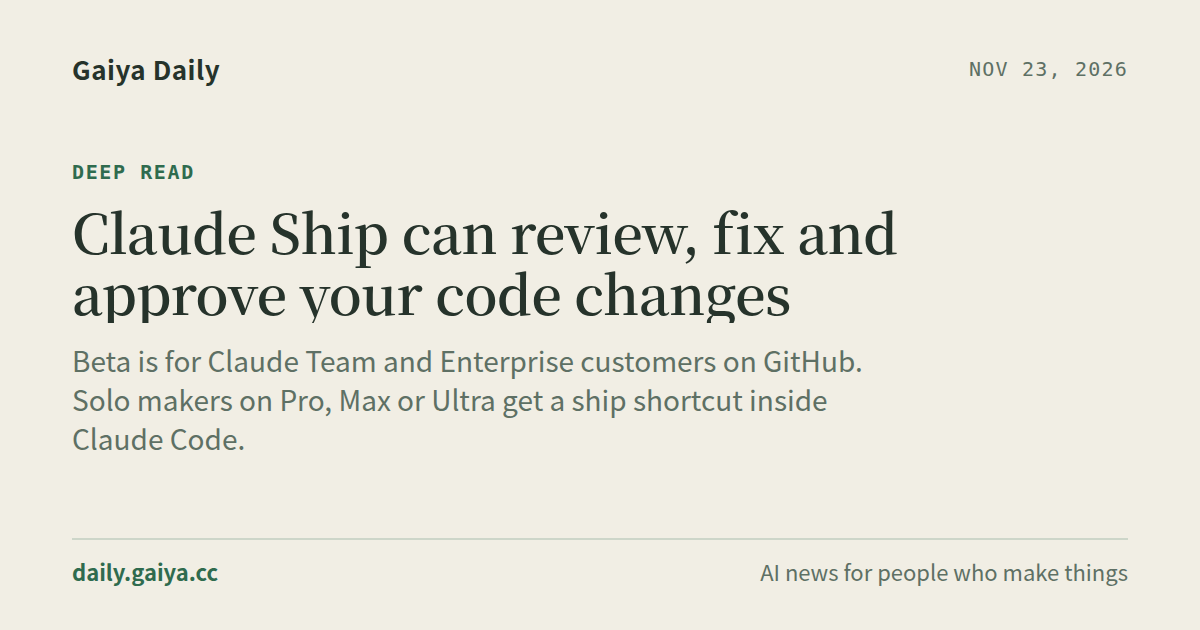 Gaiya Daily
NOV 23, 2026
DEEP READ
Claude Ship can review, fix and
approve your code changes
Beta is for Claude Team and Enterprise customers on GitHub.
Solo makers on Pro, Max or Ultra get a ship shortcut inside
Claude Code.
daily.gaiya.cc
AI news for people who make things